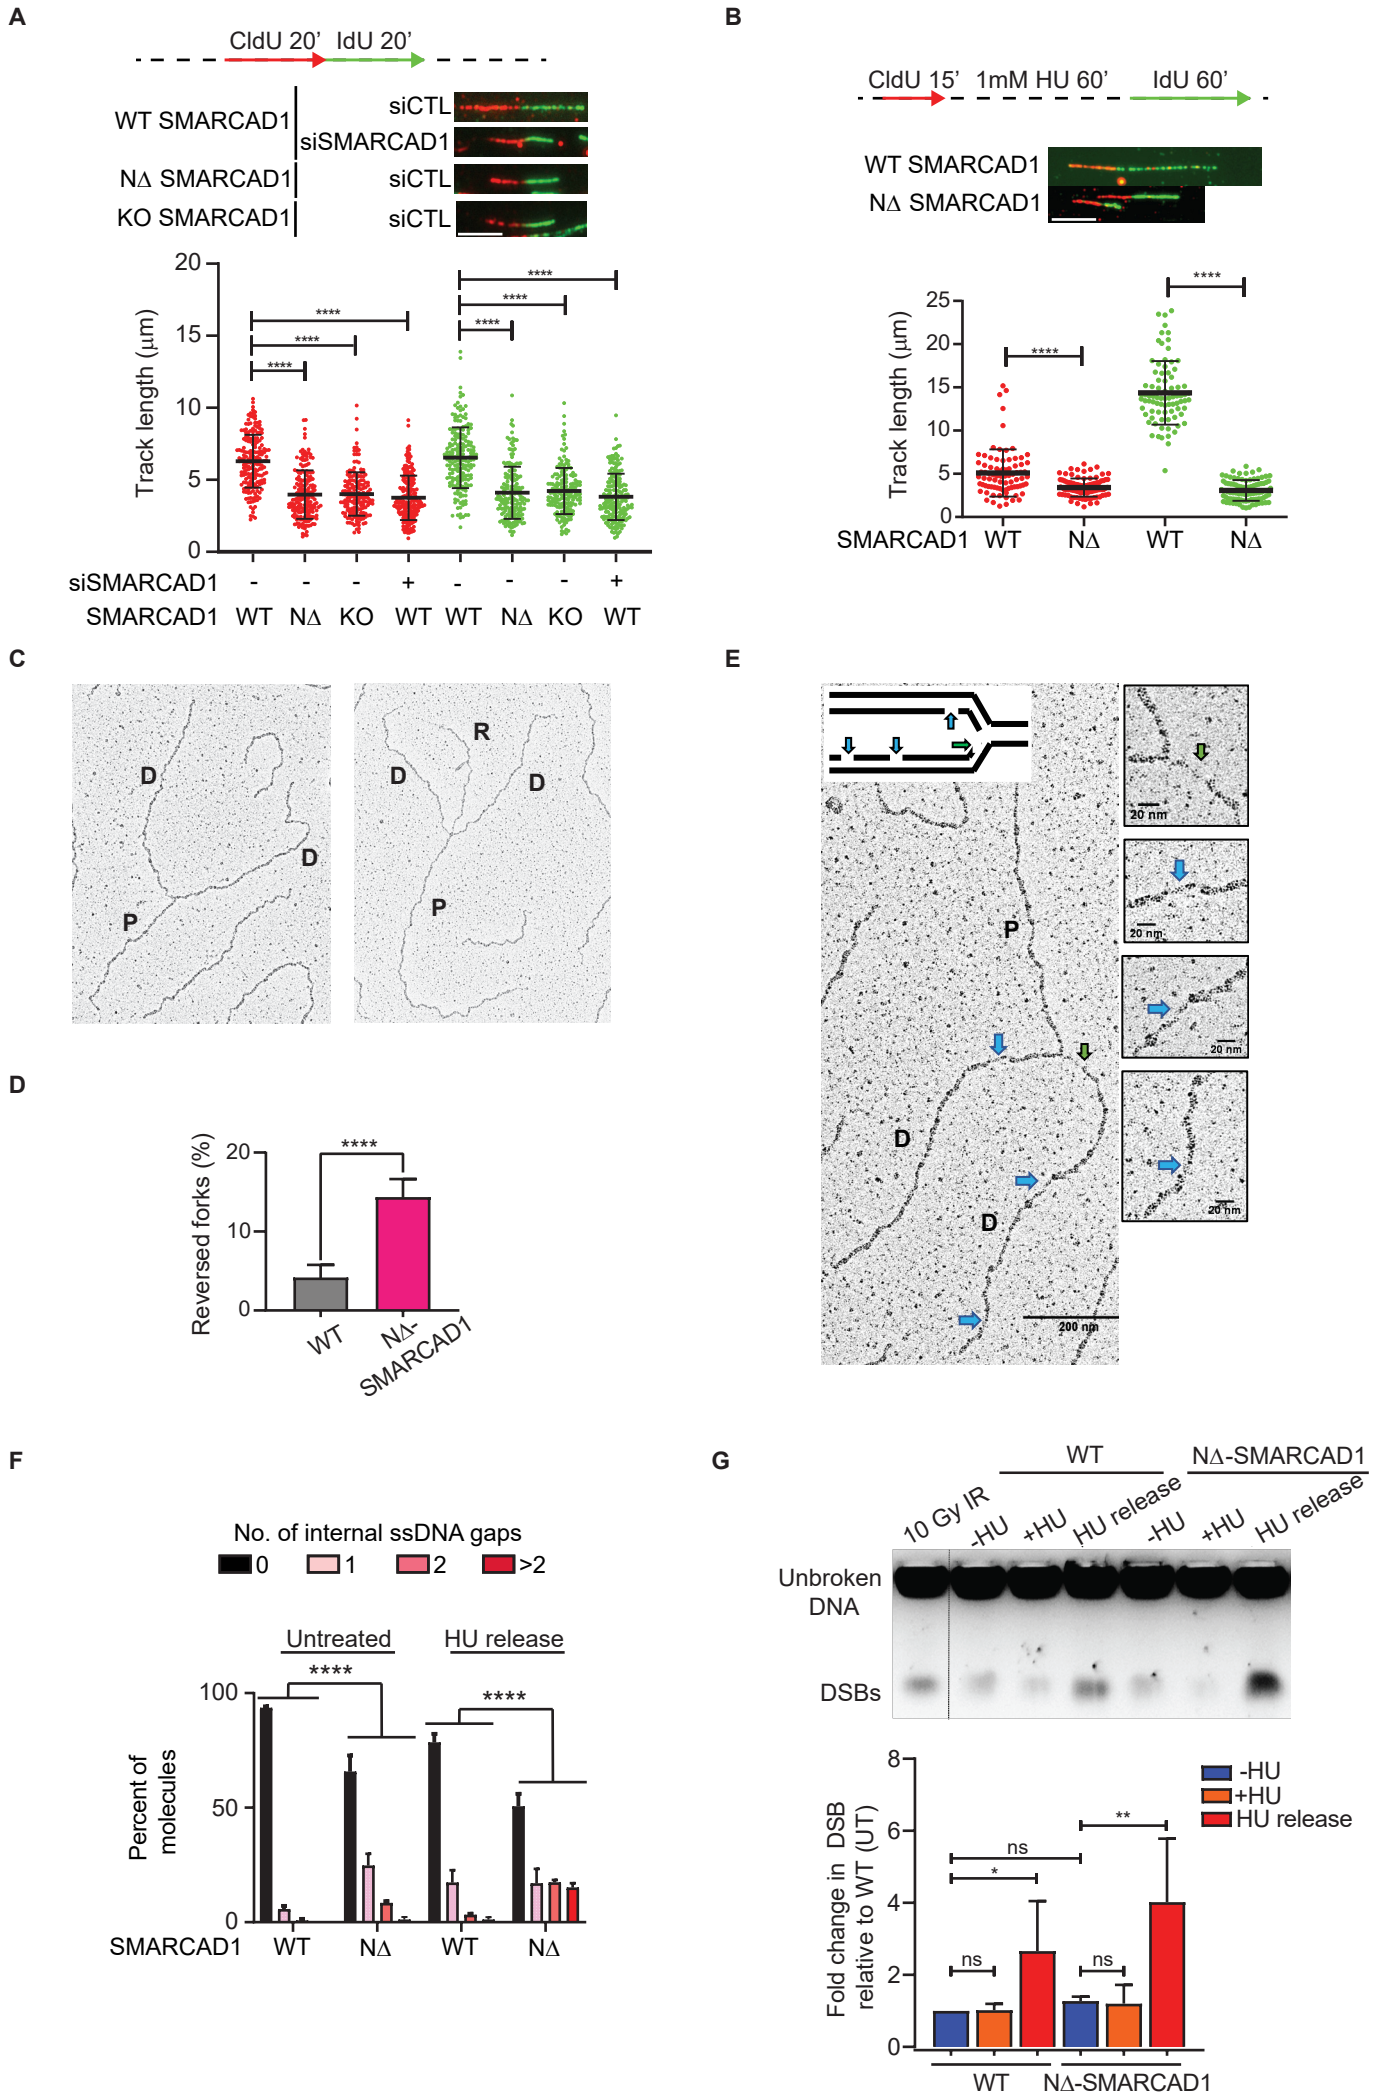 A
CldU 20’ IdU 20’
WT SMARCAD1
siCTL
siSMARCAD1
NΔ SMARCAD1 siCTL
KO SMARCAD1 siCTL
Track length (μm)
20
15
10
5
0
**** **** **** **** **** ****
siSMARCAD1 - - - + - - - +
SMARCAD1 WT NΔ KO WT WT NΔ KO WT
B
CldU 15’ 1mM HU 60’ IdU 60’
WT SMARCAD1
NΔ SMARCAD1
Track length (μm)
25
20
15
10
5
0
**** ****
SMARCAD1 WT NΔ WT NΔ
C
D D P
R D D P
D
Reversed forks (%)
20
10
0
****
WT NΔ-SMARCAD1
E
P
D
D
200 nm
20 nm
20 nm
20 nm
20 nm
F
No. of internal ssDNA gaps
0 1 2 >2
Untreated HU release
**** ****
Percent of
molecules
100
50
0
SMARCAD1 WT NΔ WT NΔ
G
WT NΔ-SMARCAD1
10 Gy IR -HU +HU HU release -HU +HU HU release
Unbroken
DNA
DSBs
Fold change in DSB
relative to WT (UT)
8
6
4
2
0
-HU
+HU
HU release
**
ns
*
ns ns
WT NΔ-SMARCAD1